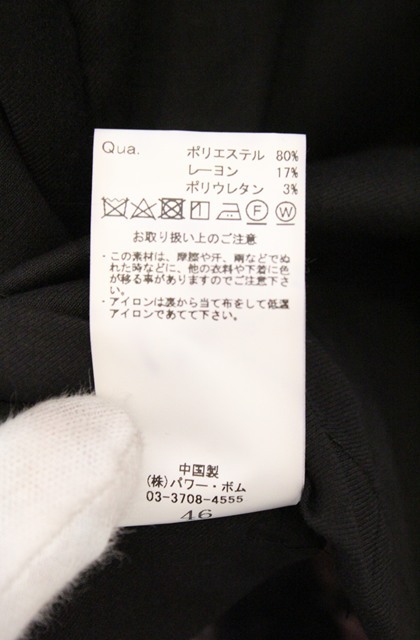 Qua. ポリエステル 80%
レーヨン 17%
ポリウレタン 3%
F W
お取り扱い上のご注意
・この素材は、摩擦や汗、雨などでぬ
れた時などに、他の衣料や下着に色
が移る事がありますのでご注意下さ
い。
・アイロンは裏から当て布をして低温
アイロンであてて下さい。
中国製
(株)パワー・ボム
03-3708-4555
46